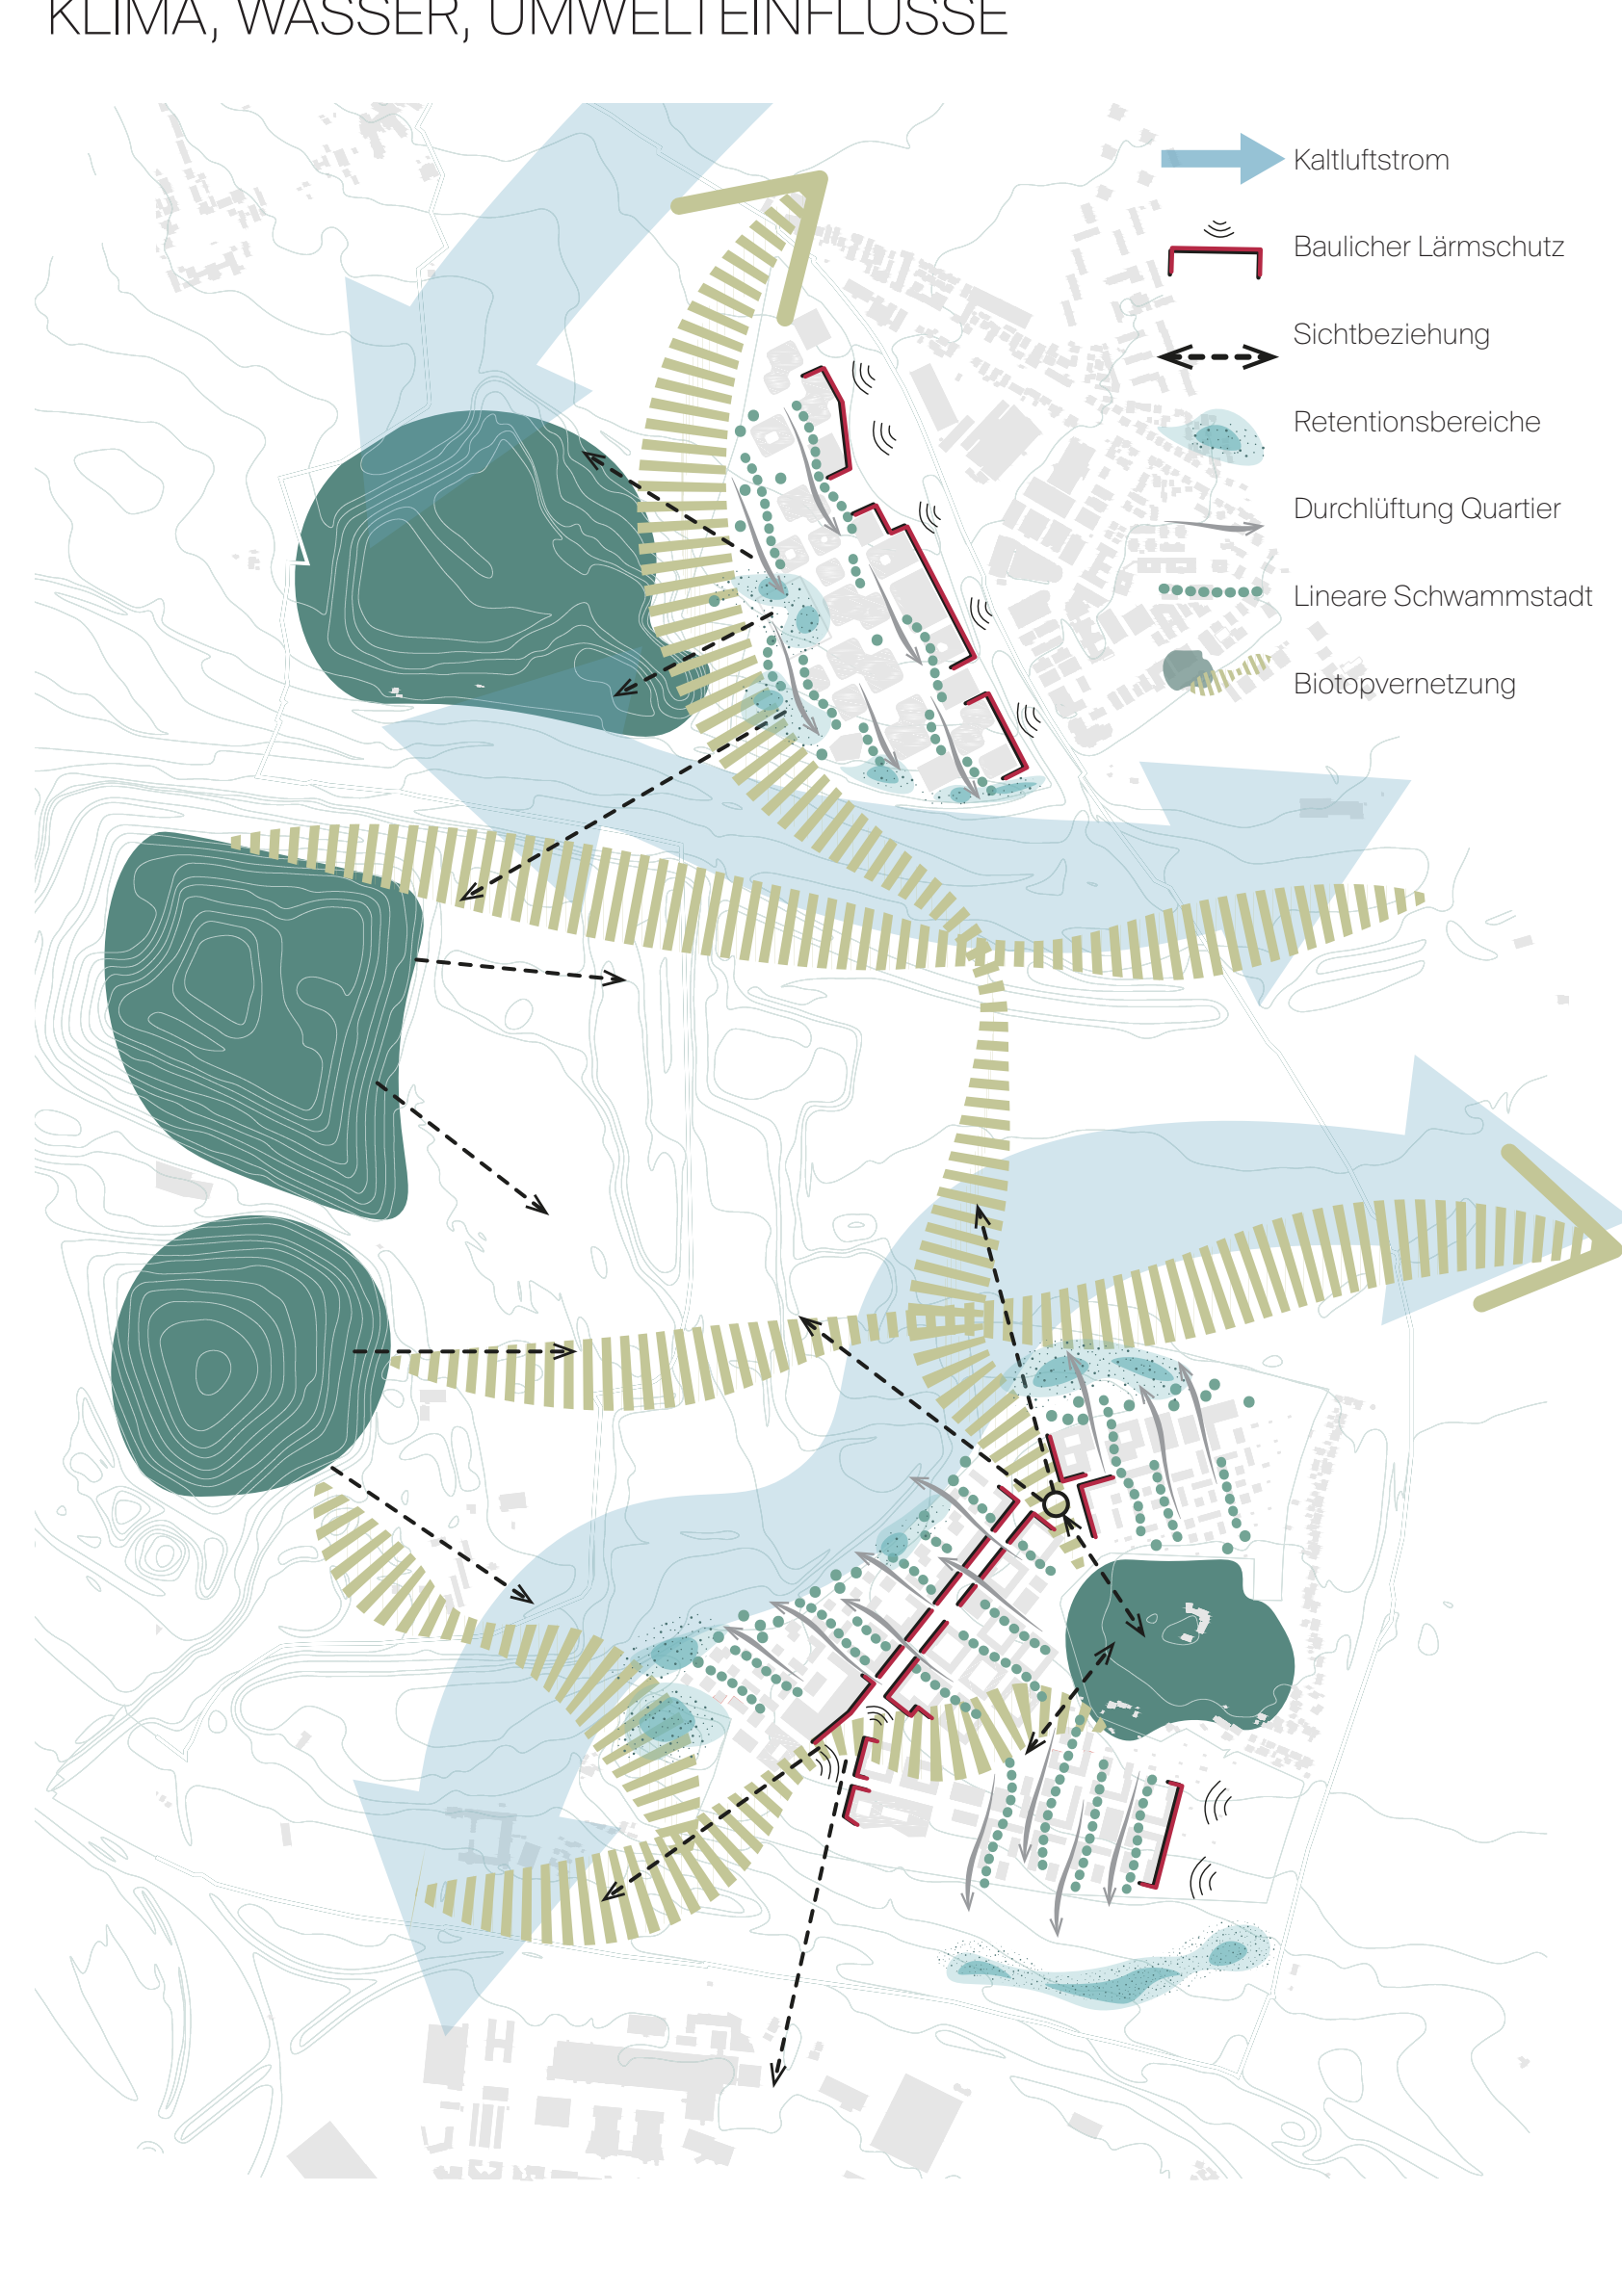 KLIMA, WASSER, UMWELTEINFLÜSSE
Kaltluftstrom
Baulicher Lärmschutz
Sichtbeziehung
Retentionsbereiche
Durchlüftung Quartier
Lineare Schwammstadt
Biotopvernetzung